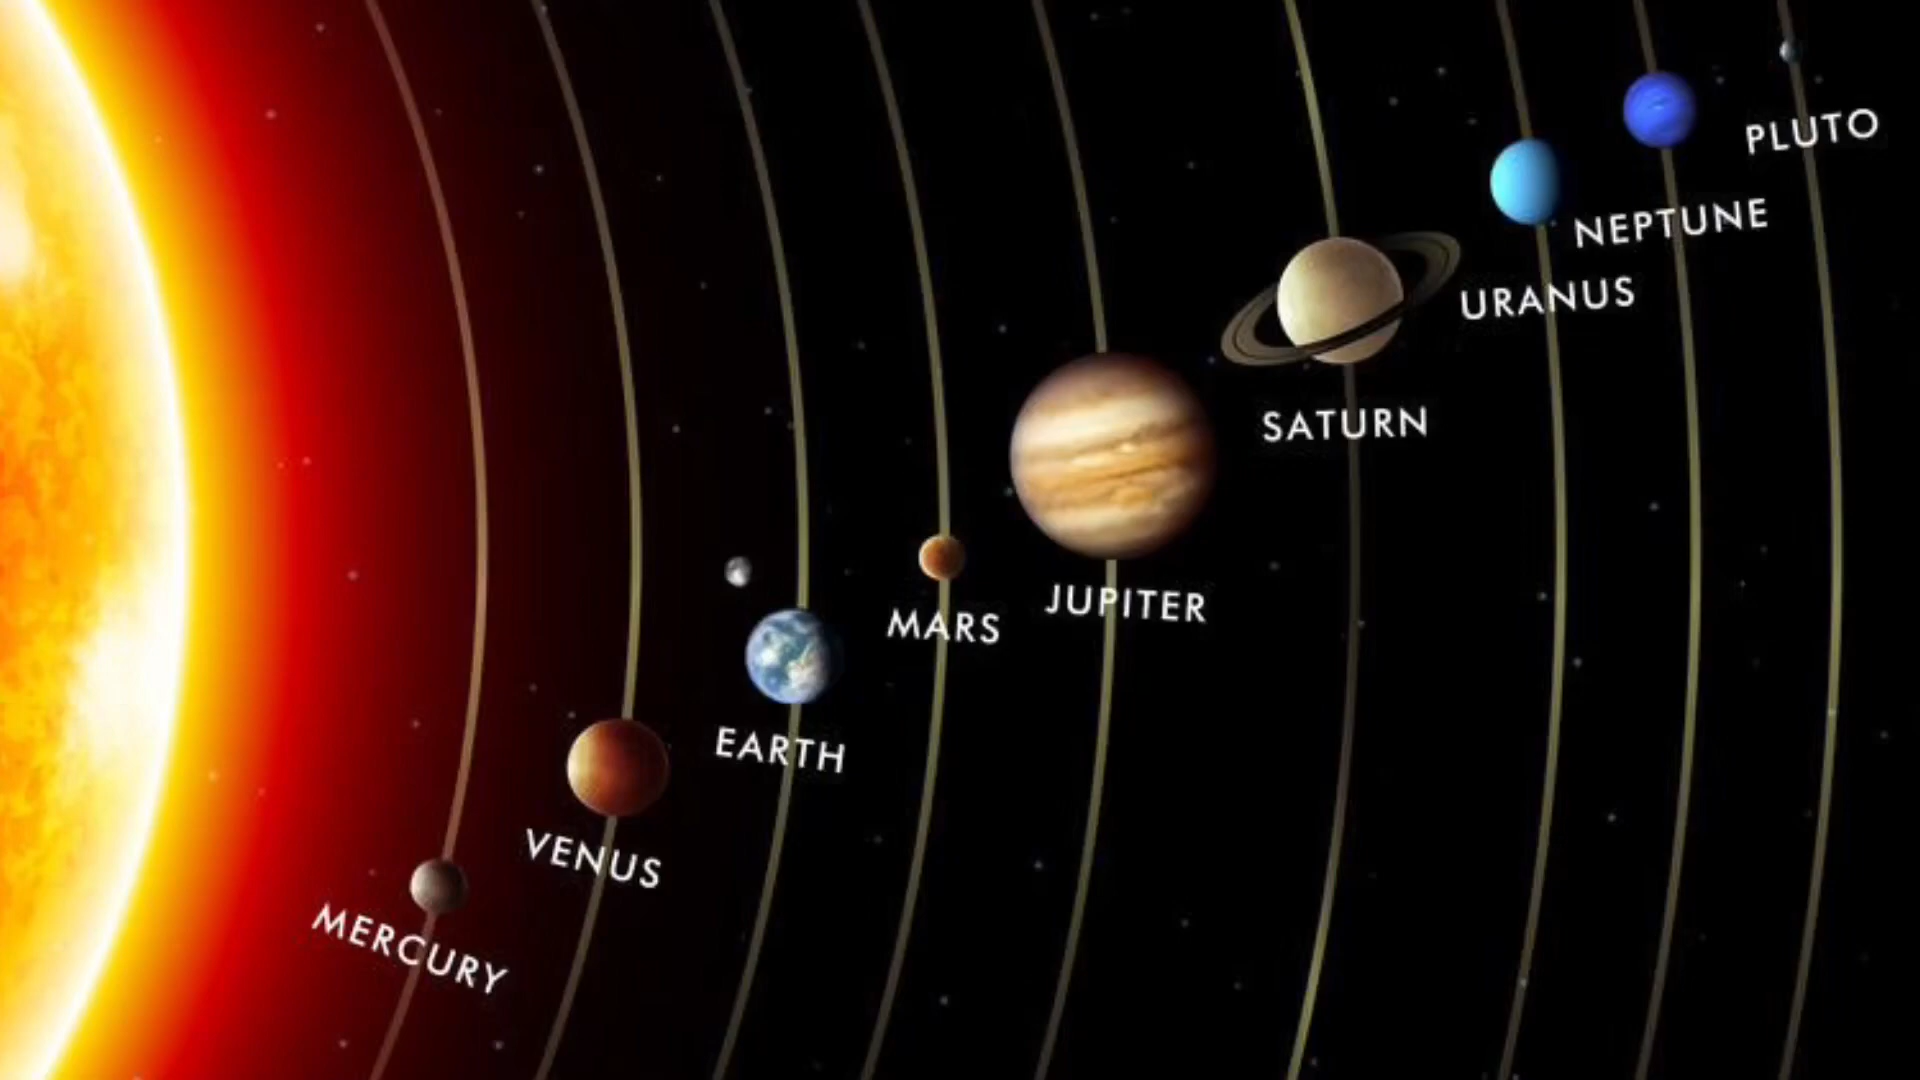 MERCURY
VENUS
EARTH
MARS
JUPITER
SATURN
URANUS
NEPTUNE
PLUTO